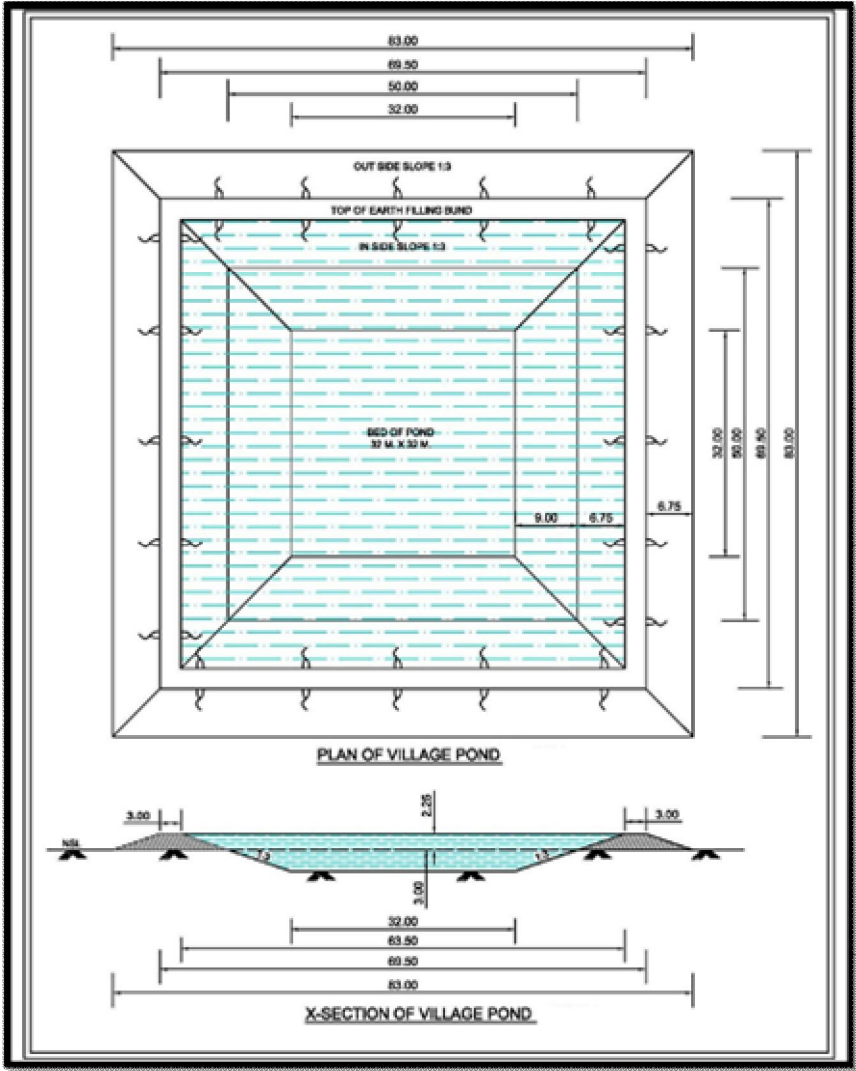 83.00
69.50
50.00
32.00
OUT SIDE SLOPE 1:3
TOP OF EARTH FILLING BUND
IN SIDE SLOPE 1:3
BED OF POND
32 M. X 32 M.
9.00
6.75
6.75
32.00
50.00
69.50
83.00
PLAN OF VILLAGE POND
3.00
2.25
3.00
NSL
1:3
1:3
3.00
32.00
63.50
69.50
83.00
X-SECTION OF VILLAGE POND